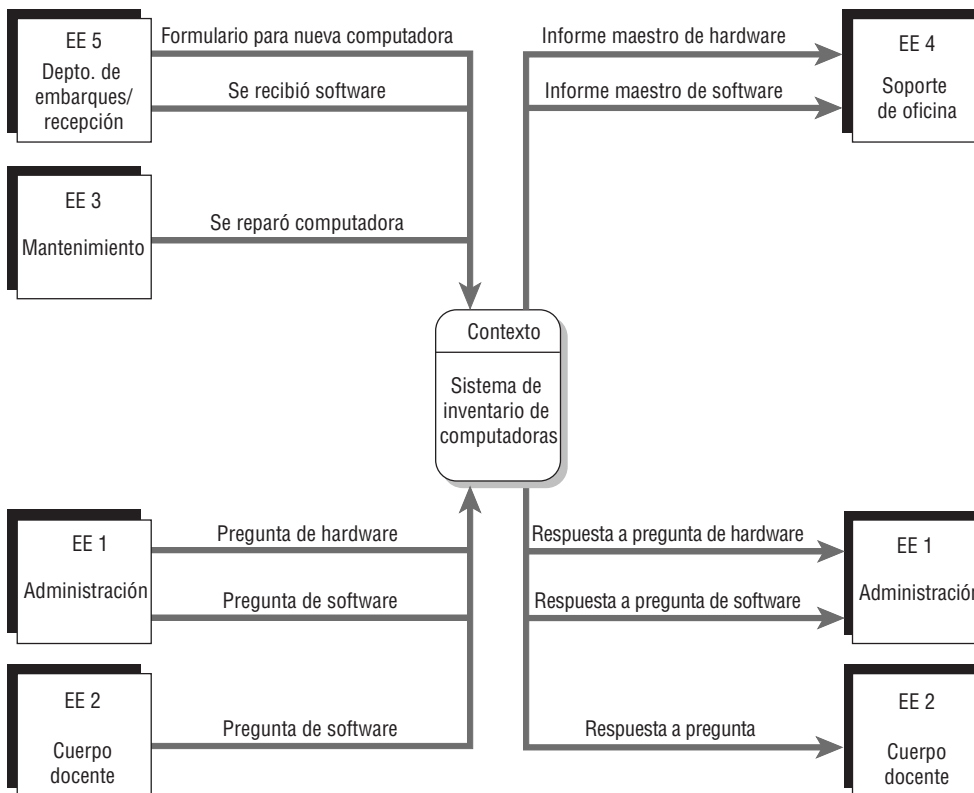 EE 5
Depto. de
embarques/
recepción
Formulario para nueva computadora
Se recibió software
Informe maestro de hardware
Informe maestro de software
EE 4
Soporte
de oficina
EE 3
Mantenimiento
Se reparó computadora
Contexto
Sistema de
inventario de
computadoras
EE 1
Administración
Pregunta de hardware
Pregunta de software
Respuesta a pregunta de hardware
Respuesta a pregunta de software
EE 1
Administración
EE 2
Cuerpo
docente
Pregunta de software
Respuesta a pregunta
EE 2
Cuerpo
docente